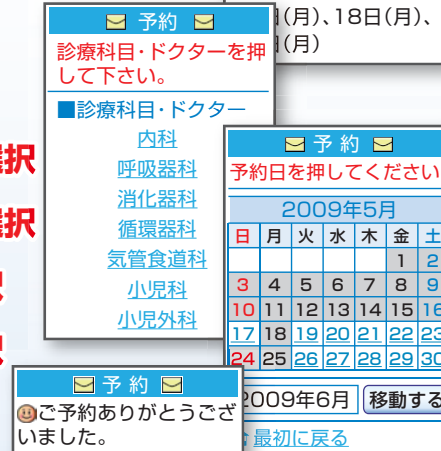 (月)、18日(月)、
(月)
予約
診療科目・ドクターを押
して下さい。
■診療科目・ドクター
内科
呼吸器科
消化器科
循環器科
気管食道科
小児科
小児外科
択
択
予約
予約日を押してください
2009年5月
日 月 火 水 木 金 土
1 2
3 4 5 6 7 8 9
10 11 12 13 14 15 16
17 18 19 20 21 22 23
24 25 26 27 28 29 30
2009年6月 移動する
最初に戻る
予約
ご予約ありがとうござ
いました。